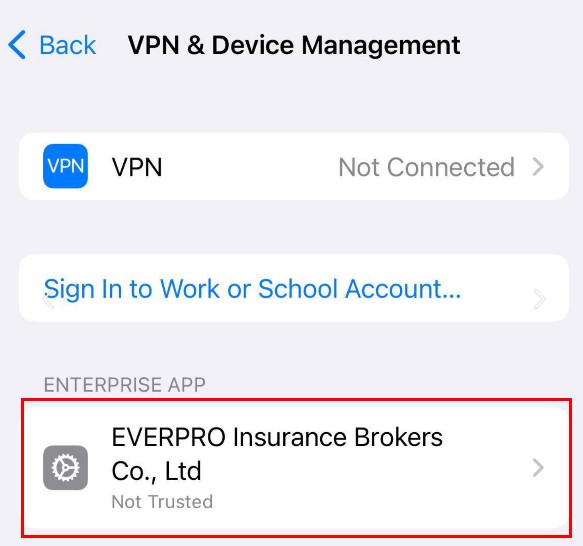 Back VPN & Device Management
VPN VPN Not Connected
Sign In to Work or School Account...
ENTERPRISE APP
EVERPRO Insurance Brokers
Co., Ltd
Not Trusted